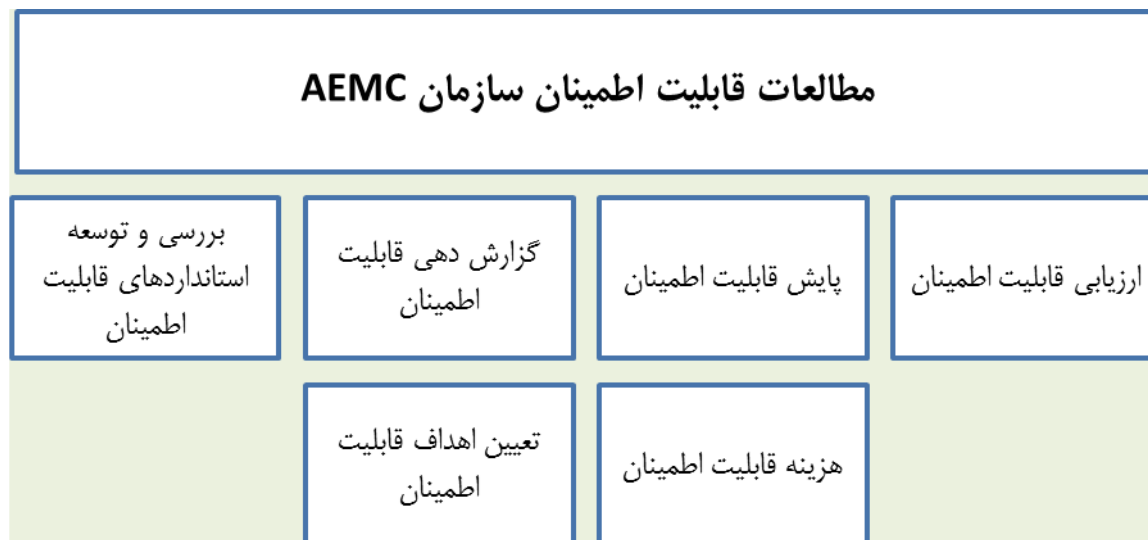 مطالعات قابلیت اطمینان سازمان AEMC
ارزیابی قابلیت اطمینان
پایش قابلیت اطمینان
گزارش دهی قابلیت
اطمینان
بررسی و توسعه
استانداردهای قابلیت
اطمینان
هزینه قابلیت اطمینان
تعیین اهداف قابلیت
اطمینان